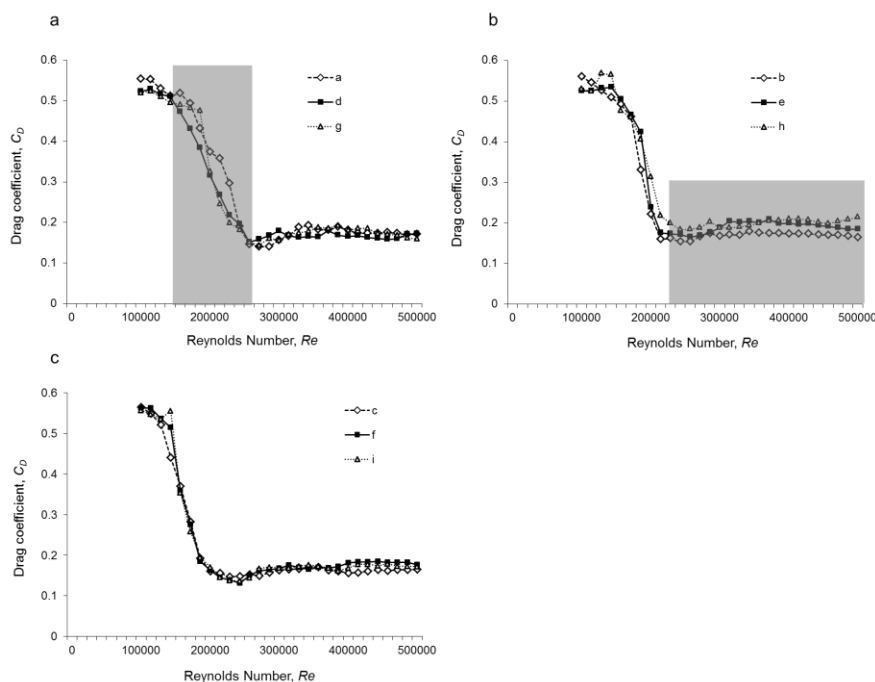 a
0.6
0.5
0.4
0.3
0.2
0.1
0
Drag coefficient, C_D
a
d
g
0 100000 200000 300000 400000 500000
Reynolds Number, Re
b
0.6
0.5
0.4
0.3
0.2
0.1
0
Drag coefficient, C_D
b
e
h
0 100000 200000 300000 400000 500000
Reynolds Number, Re
c
0.6
0.5
0.4
0.3
0.2
0.1
0
Drag coefficient, C_D
c
f
i
0 100000 200000 300000 400000 500000
Reynolds Number, Re